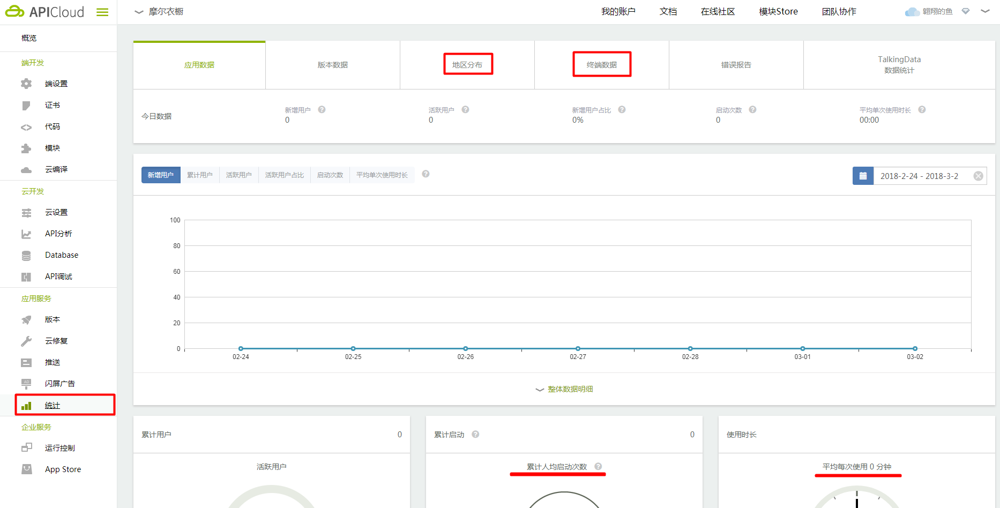 APICloud
摩尔衣橱
我的账户
文档
在线社区
模块Store
团队协作
翱翔的鱼
概览
端开发
端设置
证书
代码
模块
云编译
云开发
云设置
API分析
Database
API调试
应用服务
版本
云修复
推送
AD
闪屏广告
统计
企业服务
运行控制
App Store
应用数据
版本数据
地区分布
终端数据
错误报告
TalkingData
数据统计
今日数据
新增用户 ?
0
活跃用户 ?
0
新增用户占比 ?
0%
启动次数 ?
0
平均单次使用时长 ?
00:00
新增用户
累计用户
活跃用户
活跃用户占比
启动次数
平均单次使用时长
?
2018-2-24 - 2018-3-2
100
80
60
40
20
0
02-24
02-25
02-26
02-27
02-28
03-01
03-02
整体数据明细
累计用户 0
活跃用户
累计启动 ? 0
累计人均启动次数 ?
使用时长
平均每次使用 0 分钟